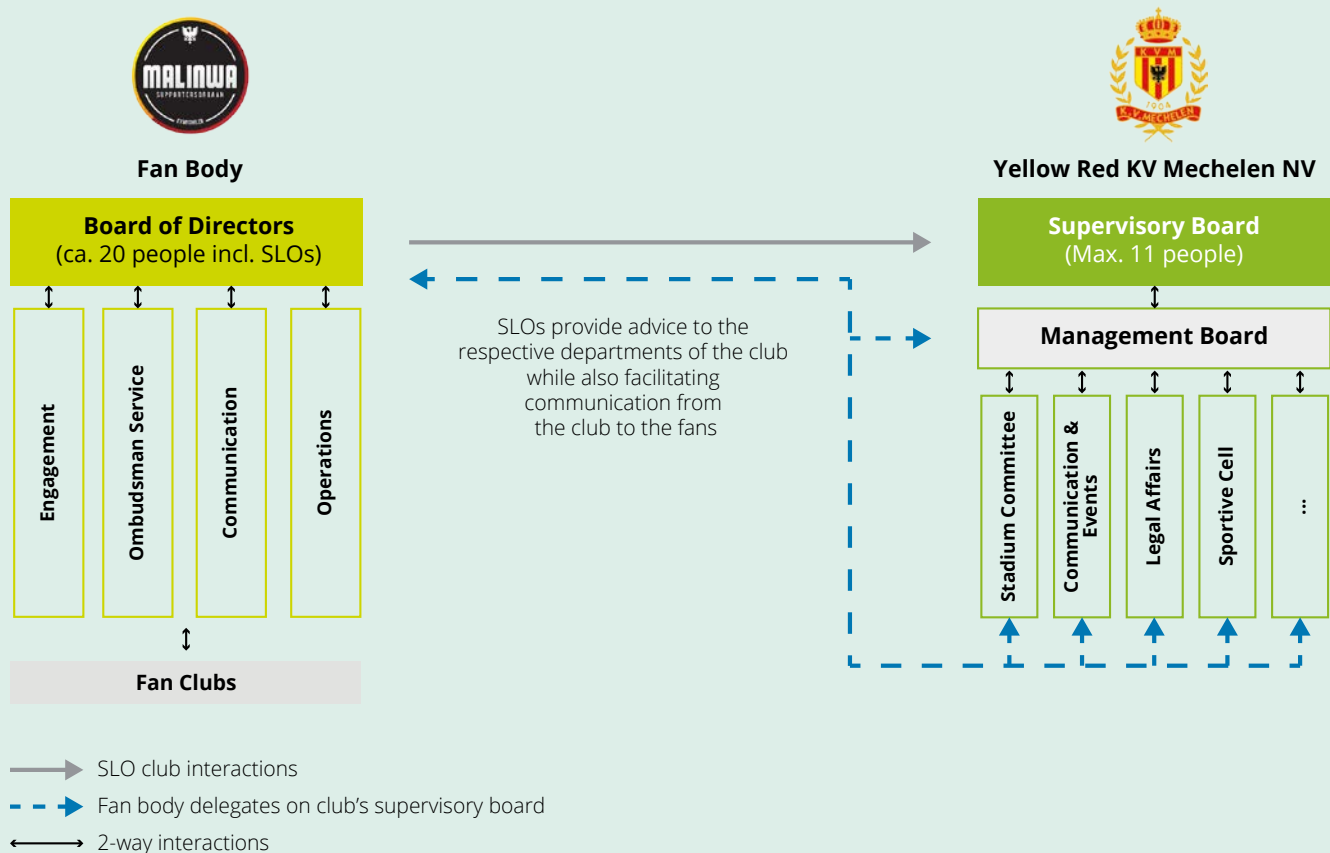 MALINWA
SUPPORTERSORGAAN
KV MECHELEN
Fan Body
Board of Directors
(ca. 20 people incl. SLOs)
Engagement
Ombudsman Service
Communication
Operations
Fan Clubs
SLOs provide advice to the
respective departments of the club
while also facilitating
communication from
the club to the fans
KVM
1904
K.V. MECHELEN
Yellow Red KV Mechelen NV
Supervisory Board
(Max. 11 people)
Management Board
Stadium Committee
Communication &
Events
Legal Affairs
Sportive Cell
...
SLO club interactions
Fan body delegates on club's supervisory board
2-way interactions